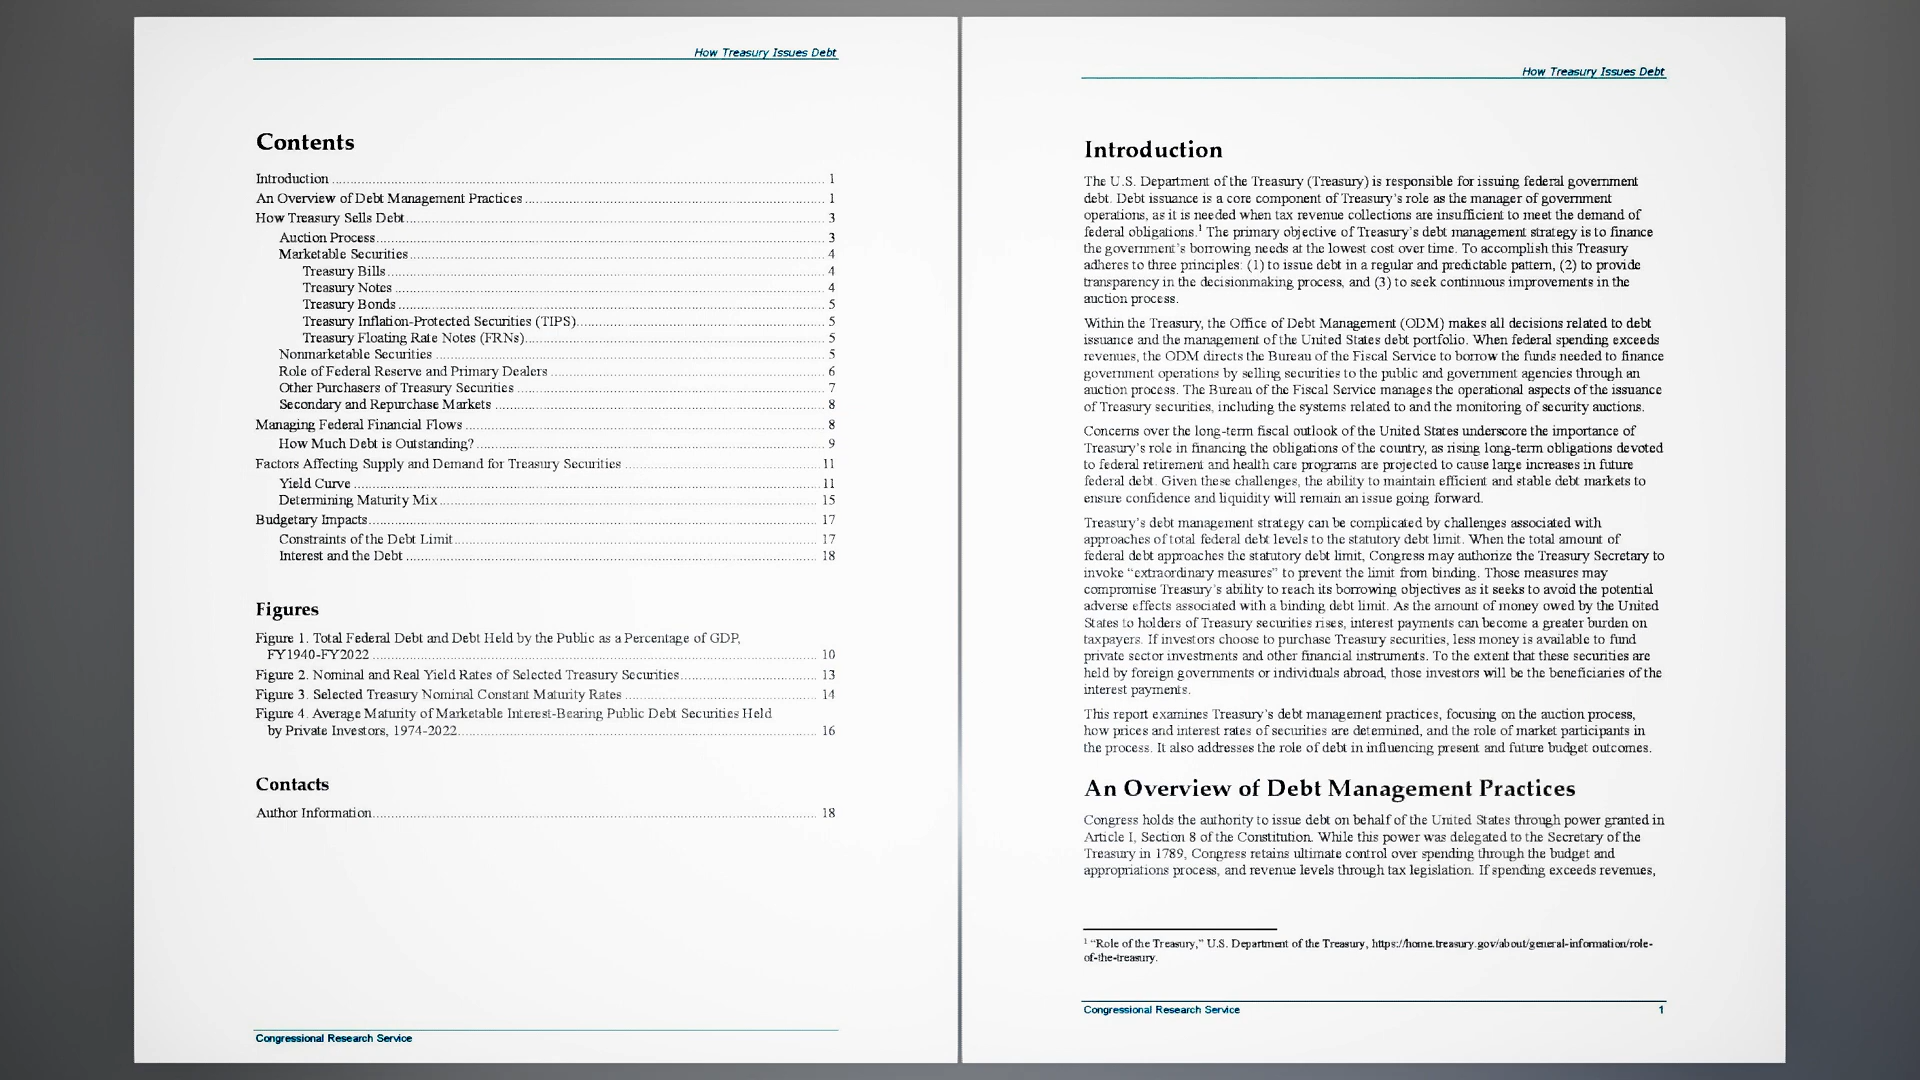 How Treasury Issues Debt
Contents
Introduction 1
An Overview of Debt Management Practices 1
How Treasury Sells Debt 3
Auction Process 3
Marketable Securities 4
Treasury Bills 4
Treasury Notes 4
Treasury Bonds 5
Treasury Inflation-Protected Securities (TIPS) 5
Treasury Floating Rate Notes (FRNs) 5
Nonmarketable Securities 5
Role of Federal Reserve and Primary Dealers 6
Other Purchasers of Treasury Securities 7
Secondary and Repurchase Markets 8
Managing Federal Financial Flows 8
How Much Debt is Outstanding? 9
Factors Affecting Supply and Demand for Treasury Securities 11
Yield Curve 11
Determining Maturity Mix 15
Budgetary Impacts 17
Constraints of the Debt Limit 17
Interest and the Debt 18
Figures
Figure 1. Total Federal Debt and Debt Held by the Public as a Percentage of GDP,
FY1940-FY2022 10
Figure 2. Nominal and Real Yield Rates of Selected Treasury Securities 13
Figure 3. Selected Treasury Nominal Constant Maturity Rates 14
Figure 4. Average Maturity of Marketable Interest-Bearing Public Debt Securities Held
by Private Investors, 1974-2022 16
Contacts
Author Information 18
Congressional Research Service
How Treasury Issues Debt
Introduction
The U.S. Department of the Treasury (Treasury) is responsible for issuing federal government
debt. Debt issuance is a core component of Treasury's role as the manager of government
operations, as it is needed when tax revenue collections are insufficient to meet the demand of
federal obligations.1 The primary objective of Treasury's debt management strategy is to finance
the government's borrowing needs at the lowest cost over time. To accomplish this Treasury
adheres to three principles: (1) to issue debt in a regular and predictable pattern, (2) to provide
transparency in the decisionmaking process, and (3) to seek continuous improvements in the
auction process.
Within the Treasury, the Office of Debt Management (ODM) makes all decisions related to debt
issuance and the management of the United States debt portfolio. When federal spending exceeds
revenues, the ODM directs the Bureau of the Fiscal Service to borrow the funds needed to finance
government operations by selling securities to the public and government agencies through an
auction process. The Bureau of the Fiscal Service manages the operational aspects of the issuance
of Treasury securities, including the systems related to and the monitoring of security auctions.
Concerns over the long-term fiscal outlook of the United States underscore the importance of
Treasury's role in financing the obligations of the country, as rising long-term obligations devoted
to federal retirement and health care programs are projected to cause large increases in future
federal debt. Given these challenges, the ability to maintain efficient and stable debt markets to
ensure confidence and liquidity will remain an issue going forward.
Treasury's debt management strategy can be complicated by challenges associated with
approaches of total federal debt levels to the statutory debt limit. When the total amount of
federal debt approaches the statutory debt limit, Congress may authorize the Treasury Secretary to
invoke "extraordinary measures" to prevent the limit from binding. Those measures may
compromise Treasury's ability to reach its borrowing objectives as it seeks to avoid the potential
adverse effects associated with a binding debt limit. As the amount of money owed by the United
States to holders of Treasury securities rises, interest payments can become a greater burden on
taxpayers. If investors choose to purchase Treasury securities, less money is available to fund
private sector investments and other financial instruments. To the extent that these securities are
held by foreign governments or individuals abroad, those investors will be the beneficiaries of the
interest payments.
This report examines Treasury's debt management practices, focusing on the auction process,
how prices and interest rates of securities are determined, and the role of market participants in
the process. It also addresses the role of debt in influencing present and future budget outcomes.
An Overview of Debt Management Practices
Congress holds the authority to issue debt on behalf of the United States through power granted in
Article I, Section 8 of the Constitution. While this power was delegated to the Secretary of the
Treasury in 1789, Congress retains ultimate control over spending through the budget and
appropriations process, and revenue levels through tax legislation. If spending exceeds revenues,
1 "Role of the Treasury," U.S. Department of the Treasury, https://home.treasury.gov/about/general-information/role-
of-the-treasury.
Congressional Research Service 1